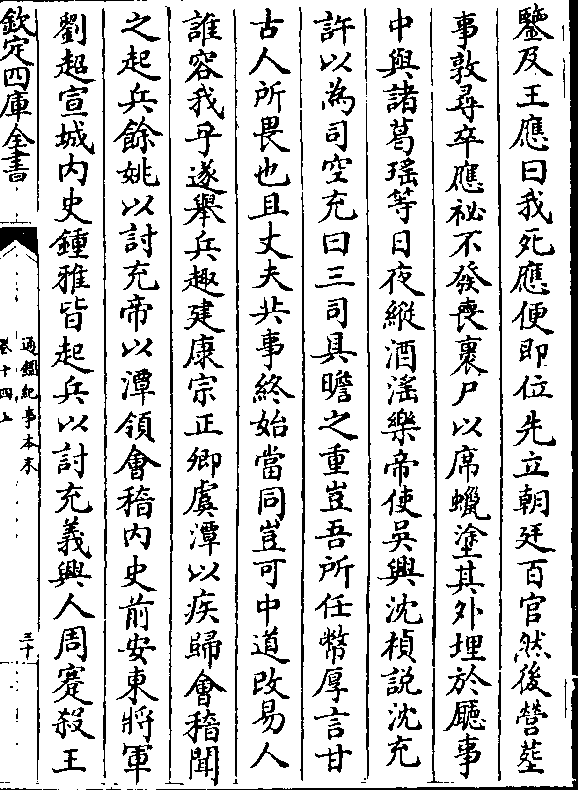 鑒及王應曰我死應便即位先立朝廷百官然後營塟
事敦尋卒應祕不發喪裹尸以席蠟塗其外埋於廳事
中與諸葛瑶等日夜縱酒滛樂帝使吳興沈楨説沈充
許以為司空充曰三司具瞻之重豈吾所任幣厚言甘
古人所畏也且丈夫共事終始當同豈可中道改易人
誰容我乎遂舉兵趣建康宗正卿虞潭以疾歸會稽聞
之起兵餘姚以討充帝以潭領會稽内史前安東將軍
劉超宣城内史鍾雅皆起兵以討充義興人周蹇殺王
欽定四庫全書
通鑑紀事本末
卷十四上
三十